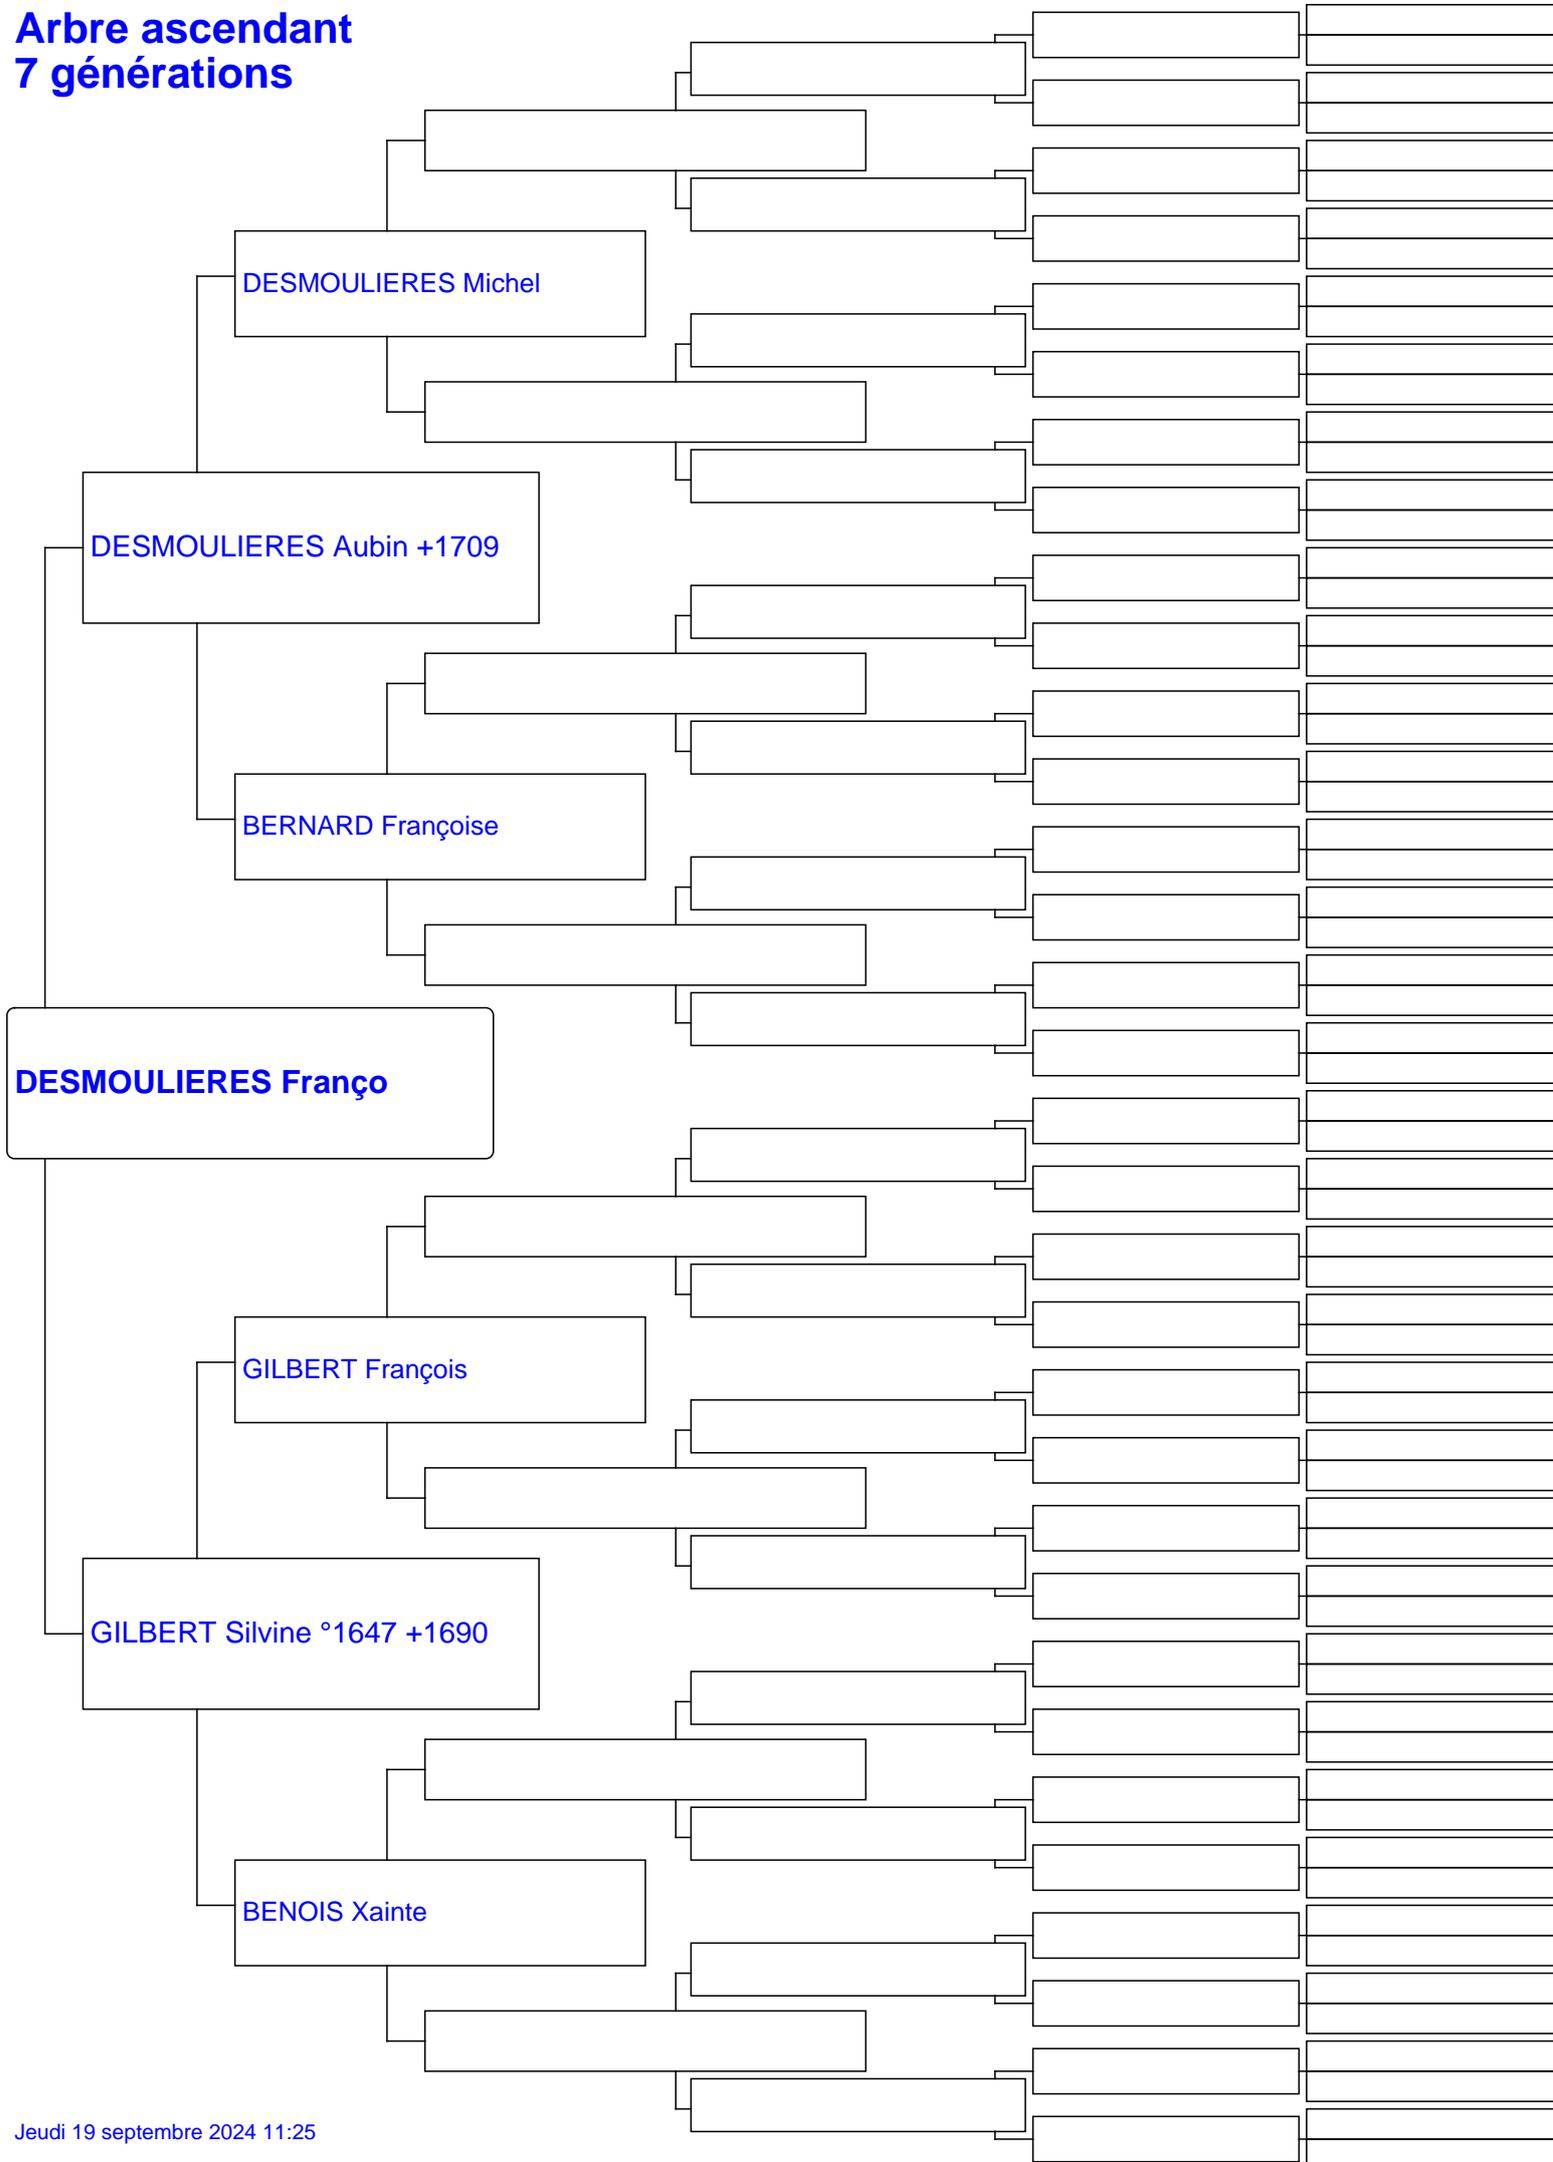 Arbre ascendant
7 générations
DESMOULIERES Michel
DESMOULIERES Aubin +1709
BERNARD Françoise
DESMOULIERES Franço
GILBERT François
GILBERT Silvine °1647 +1690
BENOIS Xainte
Jeudi 19 septembre 2024 11:25